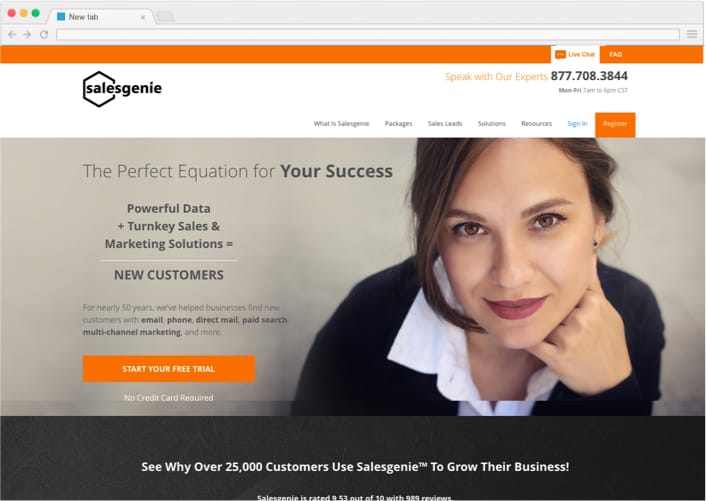 New tab
Live Chat
FAQ
salesgenie
Speak with Our Experts 877.708.3844
Mon-Fri 7am to 6pm CST
What Is Salesgenie
Packages
Sales Leads
Solutions
Resources
Sign In
Register
The Perfect Equation for Your Success
Powerful Data
+ Turnkey Sales &
Marketing Solutions =
NEW CUSTOMERS
For nearly 50 years, we've helped businesses find new
customers with email, phone, direct mail, paid search,
multi-channel marketing, and more.
START YOUR FREE TRIAL
No Credit Card Required
See Why Over 25,000 Customers Use Salesgenie™ To Grow Their Business!
Salesgenie is rated 9.53 out of 10 with 989 reviews.